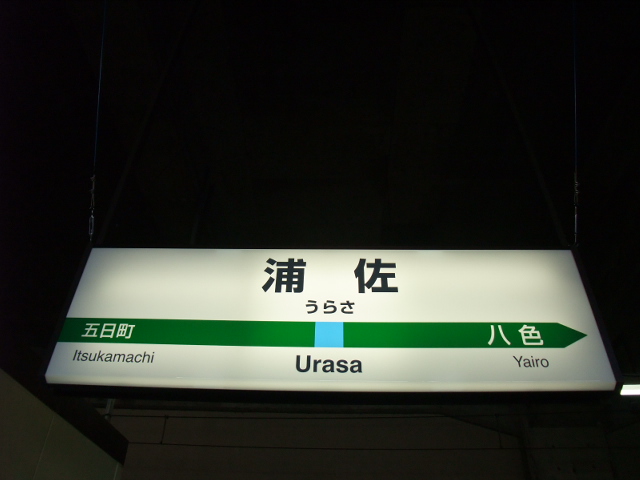 浦佐
うらさ
五日町 八色
Itsukamachi Urasa Yairo